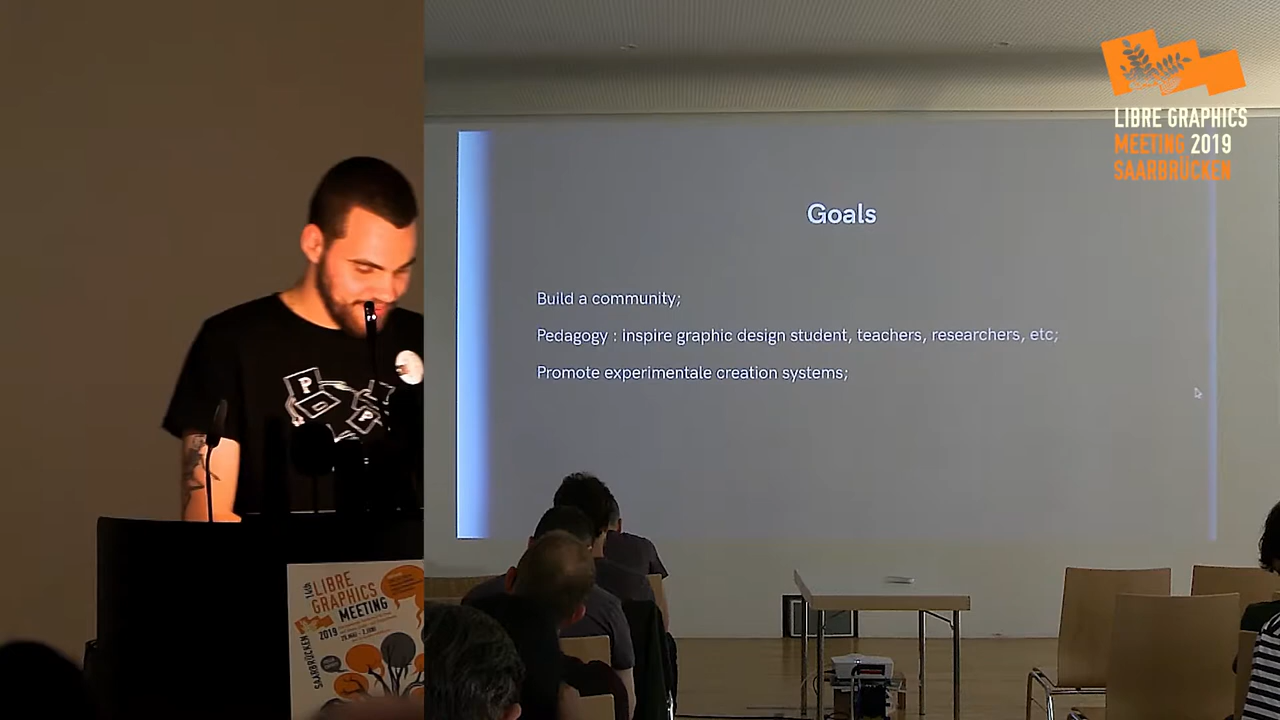 LIBRE GRAPHICS
MEETING 2019
SAARBRÜCKEN
Goals
Build a community;
Pedagogy : inspire graphic design student, teachers, researchers, etc;
Promote experimentale creation systems;
P
P
14th
LIBRE
GRAPHICS
MEETING
2019
SAARBRÜCKEN